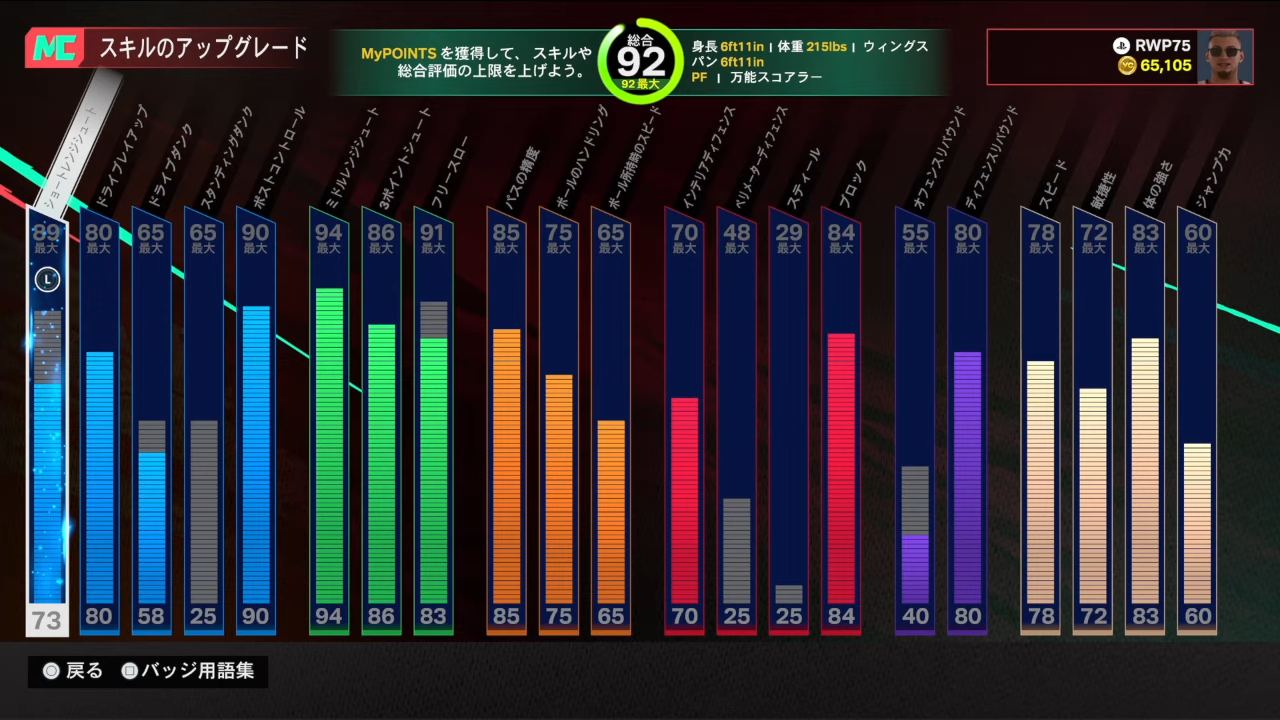 MC スキルのアップグレード
MyPOINTS を獲得して、スキルや
総合評価の上限を上げよう。
総合
92
92 最大
身長 6ft11in | 体重 215lbs | ウィングス
パン 6ft11in
PF | 万能スコアラー
RWP75
VC 65,105
ショートレンジシュート
ドライブレイアップ
ドライブダンク
スタンディングダンク
ポストコントロール
ミドルレンジシュート
3ポイントシュート
フリースロー
パスの精度
ボールのハンドリング
ボール所持時のスピード
インテリアディフェンス
ペリメーターディフェンス
スティール
ブロック
オフェンスリバウンド
ディフェンスリバウンド
スピード
敏捷性
体の強さ
ジャンプ力
89 80 65 65 90 94 86 91 85 75 65 70 48 29 84 55 80 78 72 83 60
最大 最大 最大 最大 最大 最大 最大 最大 最大 最大 最大 最大 最大 最大 最大 最大 最大 最大 最大 最大 最大
L
73 80 58 25 90 94 86 83 85 75 65 70 25 25 84 40 80 78 72 83 60
戻る バッジ用語集